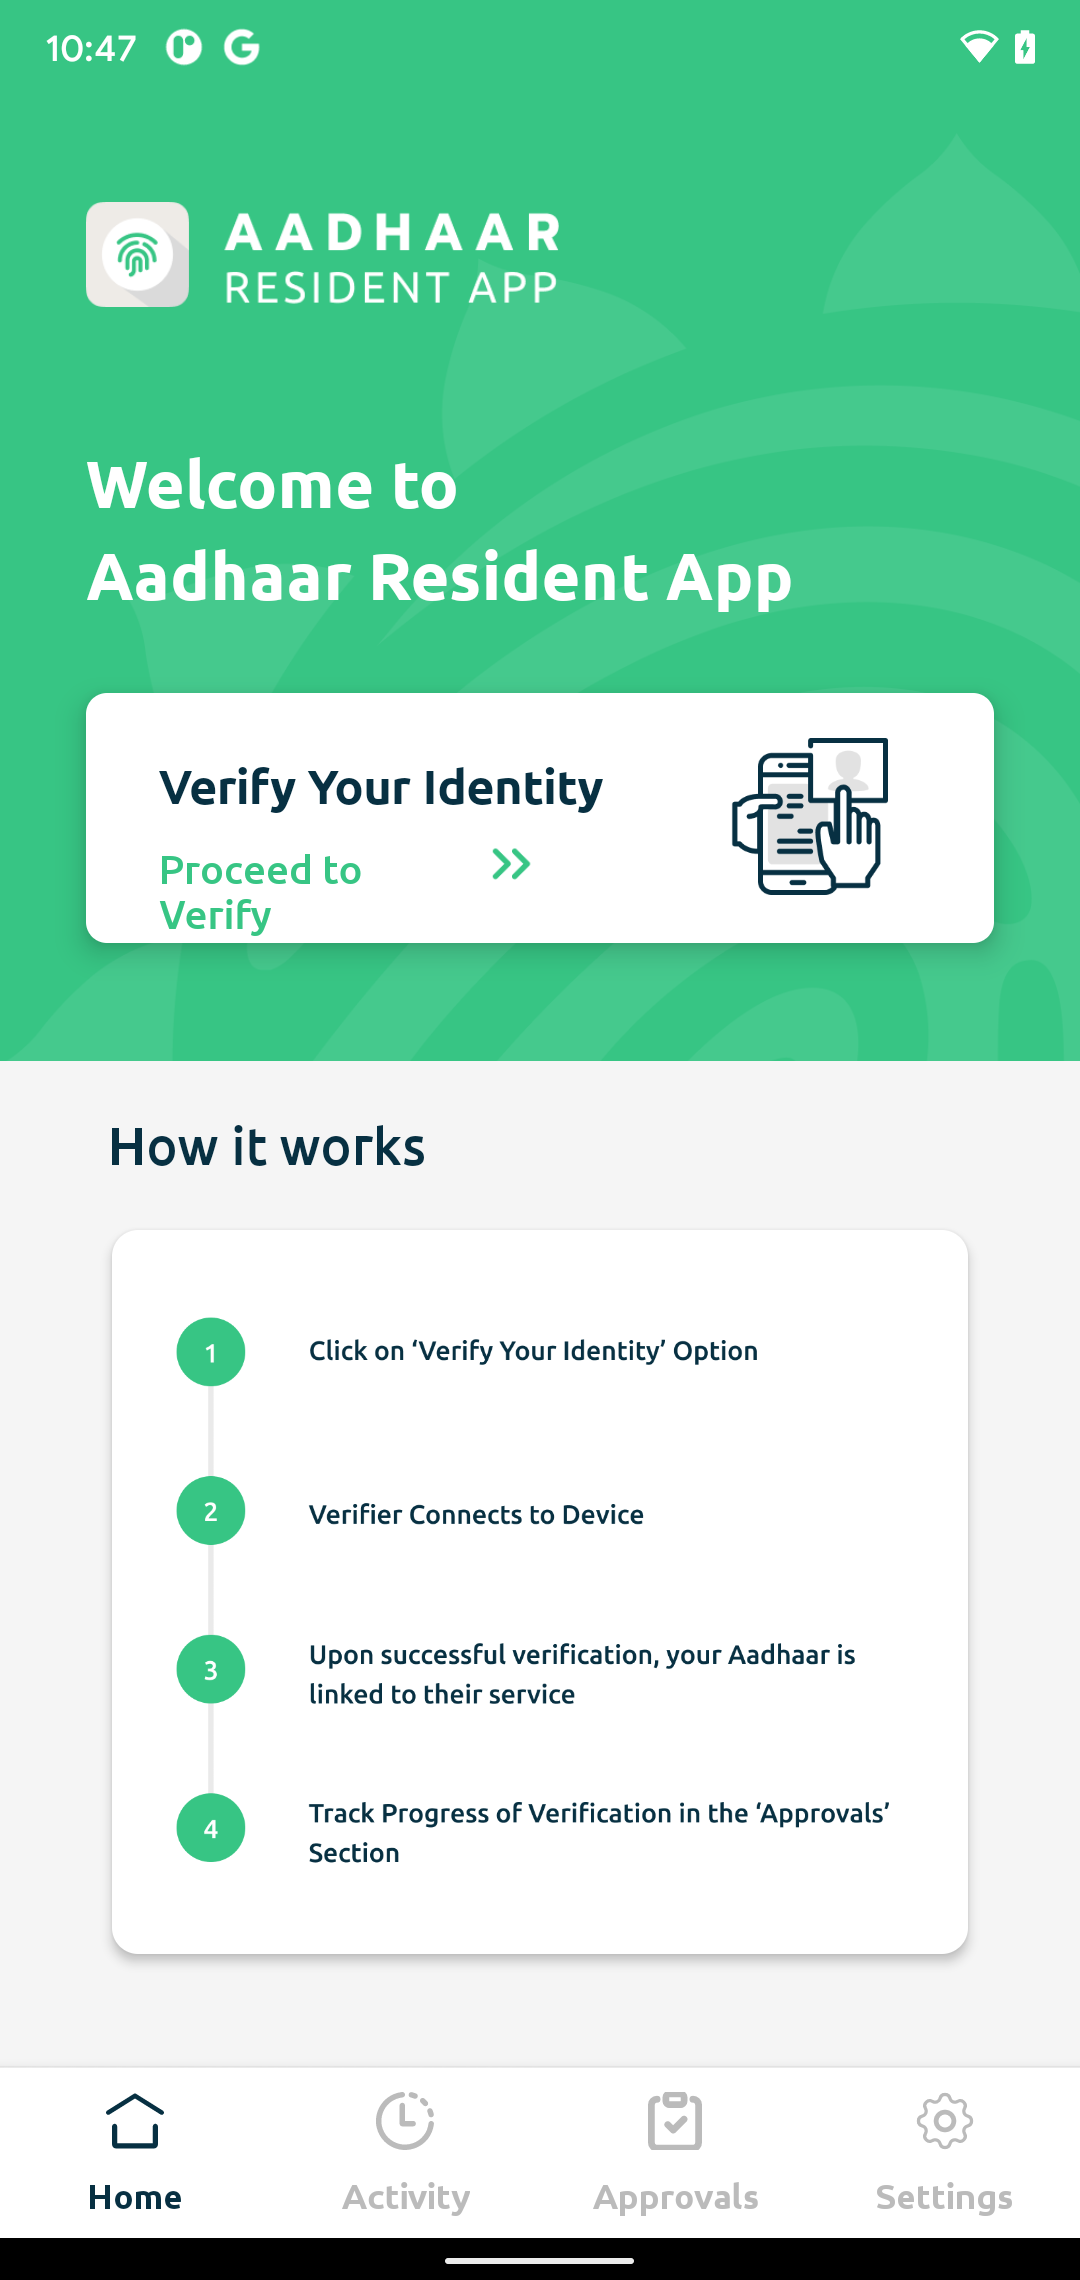 10:47
AADHAAR
RESIDENT APP
Welcome to
Aadhaar Resident App
Verify Your Identity
Proceed to
Verify
How it works
1
Click on ‘Verify Your Identity’ Option
2
Verifier Connects to Device
3
Upon successful verification, your Aadhaar is
linked to their service
4
Track Progress of Verification in the ‘Approvals’
Section
Home
Activity
Approvals
Settings